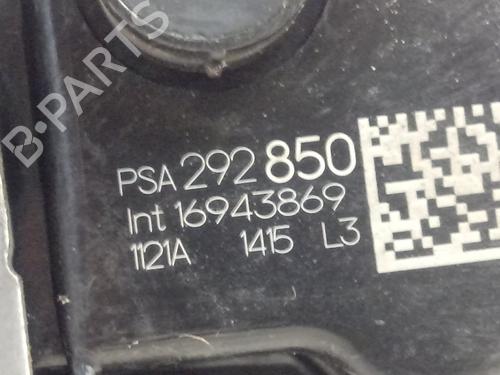 B·PARTS
PSA 292 850
Int 16943869
1121A 1415 L3